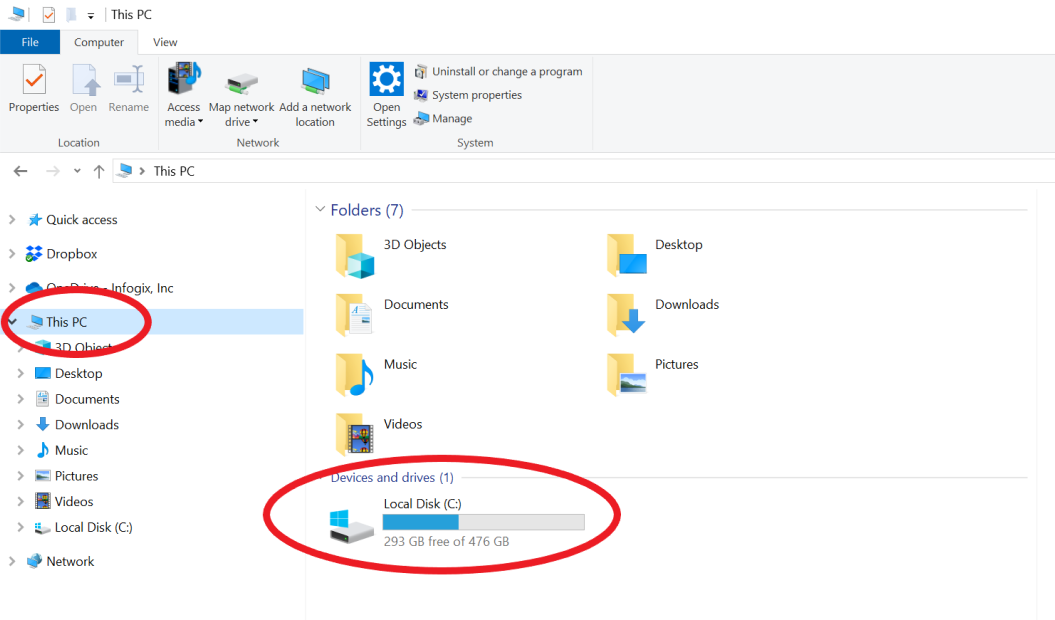 This PC
File Computer View
Properties Open Rename Access media Map network drive Add a network location Open Settings Uninstall or change a program
System properties
Manage
Location Network System
This PC
Quick access
Dropbox
OneDrive - Infogix, Inc
This PC
3D Objects
Desktop
Documents
Downloads
Music
Pictures
Videos
Local Disk (C:)
Network
Folders (7)
3D Objects
Desktop
Documents
Downloads
Music
Pictures
Videos
Devices and drives (1)
Local Disk (C:)
293 GB free of 476 GB